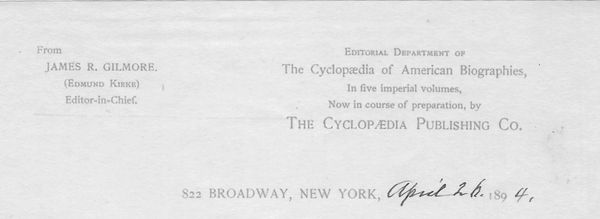 From
JAMES R. GILMORE.
(EDMUND KIRKE)
Editor-in-Chief.
EDITORIAL DEPARTMENT OF
The Cyclopædia of American Biographies,
In five imperial volumes,
Now in course of preparation, by
THE CYCLOPÆDIA PUBLISHING CO.
822 BROADWAY, NEW YORK, April 26. 1894.